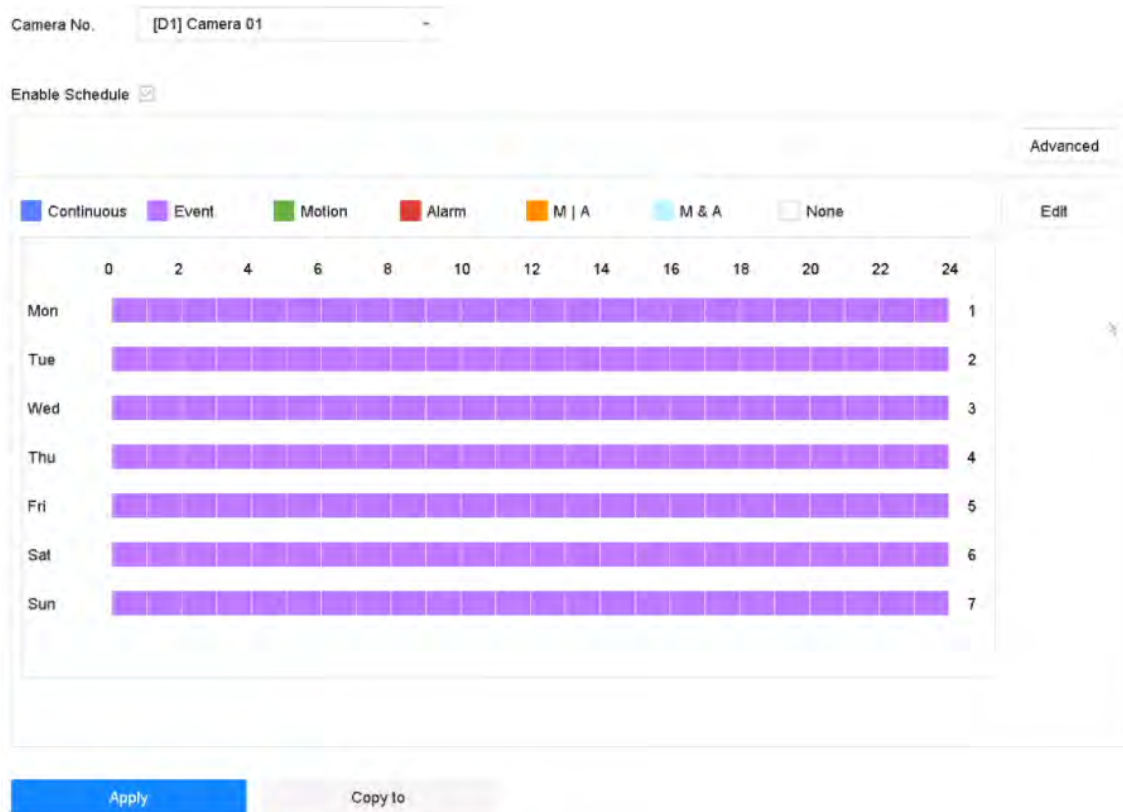 Camera No. [D1] Camera 01
Enable Schedule
Advanced
Continuous Event Motion Alarm M | A M & A None Edit
0 2 4 6 8 10 12 14 16 18 20 22 24
Mon 1
Tue 2
Wed 3
Thu 4
Fri 5
Sat 6
Sun 7
Apply Copy to